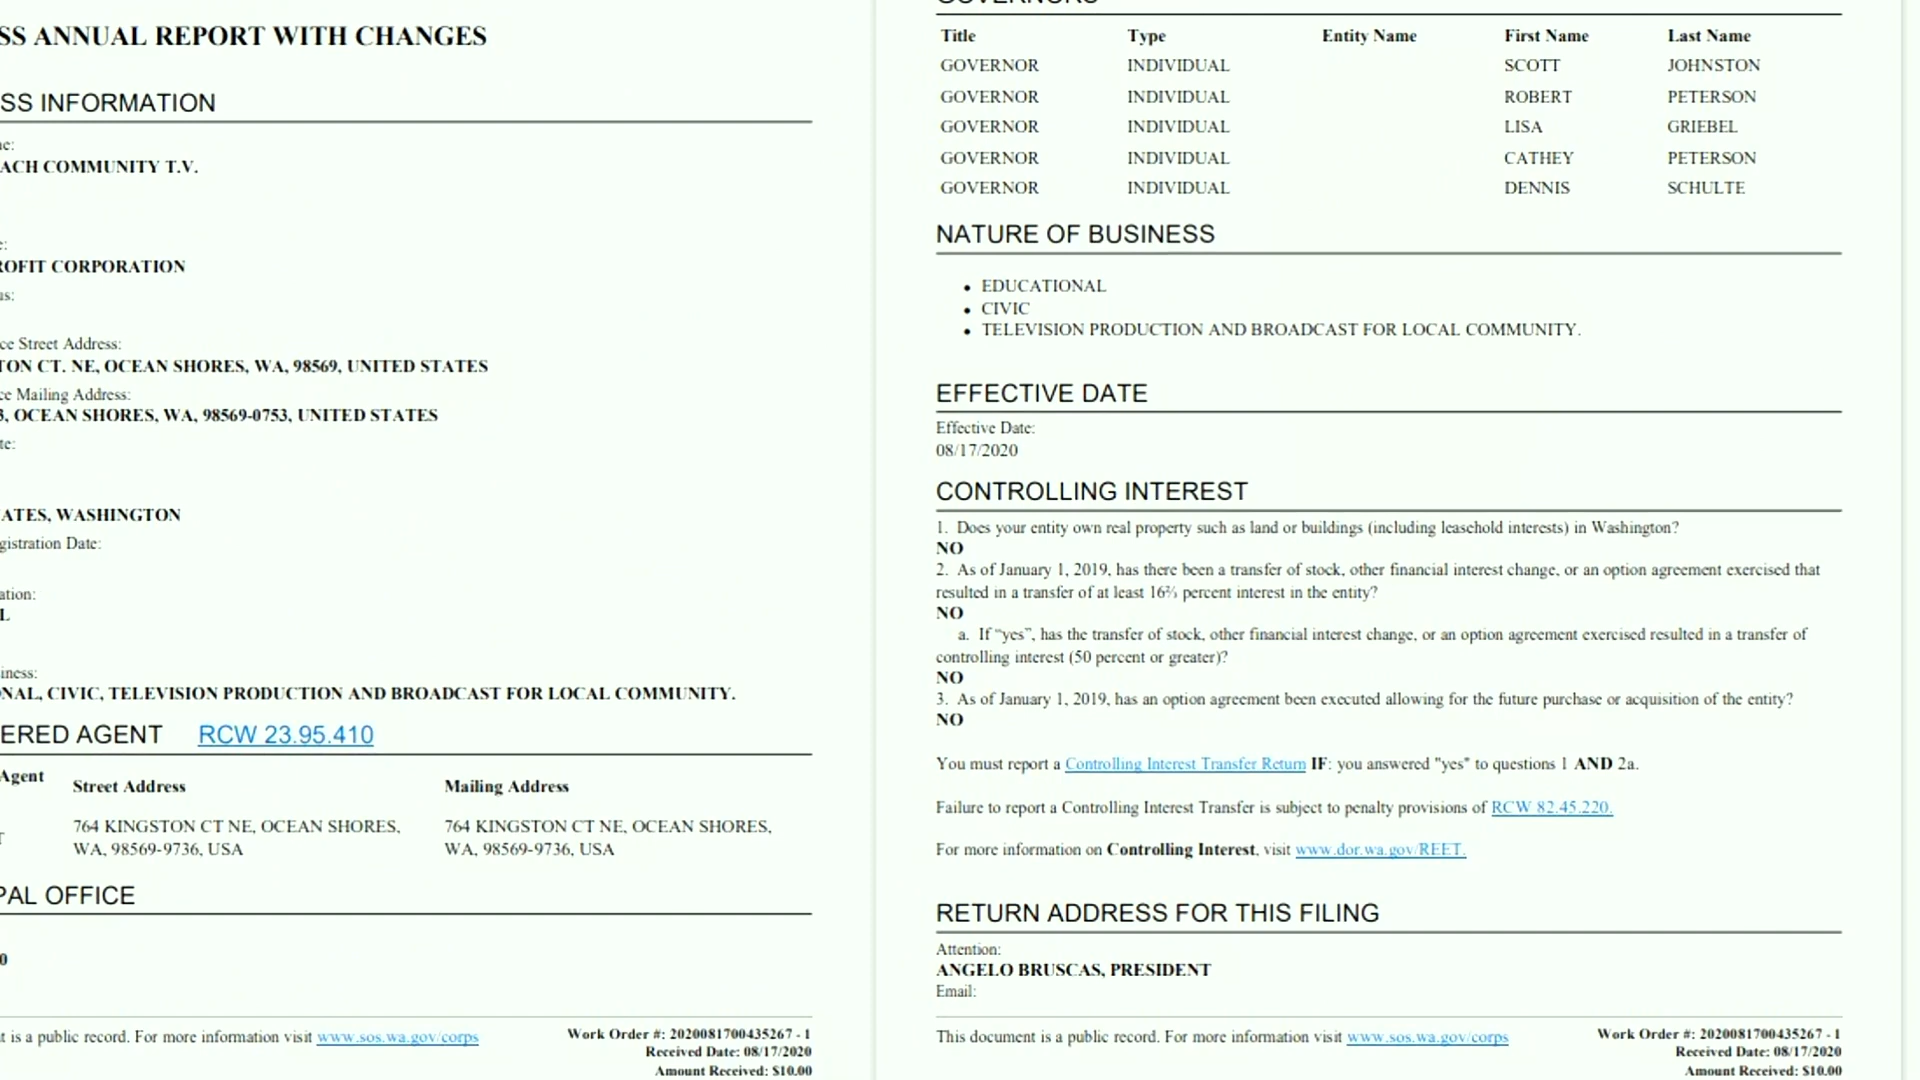 SS ANNUAL REPORT WITH CHANGES
SS INFORMATION
ne:
ACH COMMUNITY T.V.
e:
ROFIT CORPORATION
us:
ce Street Address:
TON CT. NE, OCEAN SHORES, WA, 98569, UNITED STATES
ce Mailing Address:
3, OCEAN SHORES, WA, 98569-0753, UNITED STATES
te:
ATES, WASHINGTON
gistration Date:
ation:
L
iness:
NAL, CIVIC, TELEVISION PRODUCTION AND BROADCAST FOR LOCAL COMMUNITY.
ERED AGENT RCW 23.95.410
Agent Street Address Mailing Address
T 764 KINGSTON CT NE, OCEAN SHORES, 764 KINGSTON CT NE, OCEAN SHORES,
WA, 98569-9736, USA WA, 98569-9736, USA
PAL OFFICE
0
t is a public record. For more information visit www.sos.wa.gov/corps
Work Order #: 2020081700435267 - 1
Received Date: 08/17/2020
Amount Received: $10.00
GOVERNORS
Title Type Entity Name First Name Last Name
GOVERNOR INDIVIDUAL SCOTT JOHNSTON
GOVERNOR INDIVIDUAL ROBERT PETERSON
GOVERNOR INDIVIDUAL LISA GRIEBEL
GOVERNOR INDIVIDUAL CATHEY PETERSON
GOVERNOR INDIVIDUAL DENNIS SCHULTE
NATURE OF BUSINESS
• EDUCATIONAL
• CIVIC
• TELEVISION PRODUCTION AND BROADCAST FOR LOCAL COMMUNITY.
EFFECTIVE DATE
Effective Date:
08/17/2020
CONTROLLING INTEREST
1. Does your entity own real property such as land or buildings (including leasehold interests) in Washington?
NO
2. As of January 1, 2019, has there been a transfer of stock, other financial interest change, or an option agreement exercised that
resulted in a transfer of at least 16⅔ percent interest in the entity?
NO
a. If “yes”, has the transfer of stock, other financial interest change, or an option agreement exercised resulted in a transfer of
controlling interest (50 percent or greater)?
NO
3. As of January 1, 2019, has an option agreement been executed allowing for the future purchase or acquisition of the entity?
NO
You must report a Controlling Interest Transfer Return IF: you answered "yes" to questions 1 AND 2a.
Failure to report a Controlling Interest Transfer is subject to penalty provisions of RCW 82.45.220.
For more information on Controlling Interest, visit www.dor.wa.gov/REET.
RETURN ADDRESS FOR THIS FILING
Attention:
ANGELO BRUSCAS, PRESIDENT
Email:
This document is a public record. For more information visit www.sos.wa.gov/corps
Work Order #: 2020081700435267 - 1
Received Date: 08/17/2020
Amount Received: $10.00